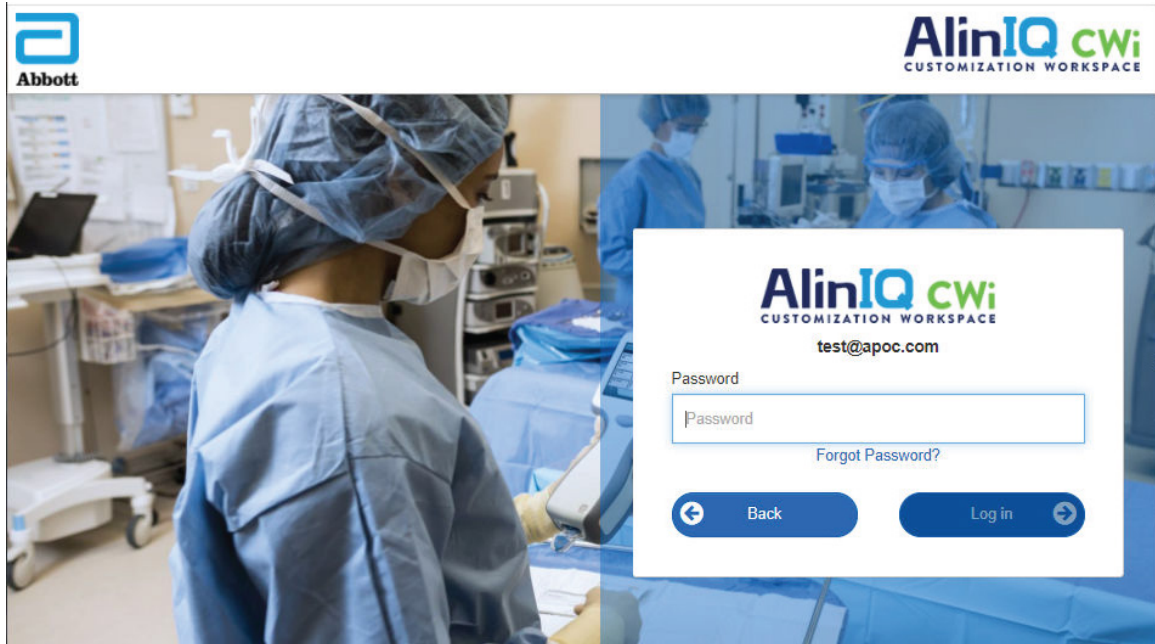 Abbott
AlinIQ CWi
CUSTOMIZATION WORKSPACE
AlinIQ CWi
CUSTOMIZATION WORKSPACE
test@apoc.com
Password
Password
Forgot Password?
Back
Log in